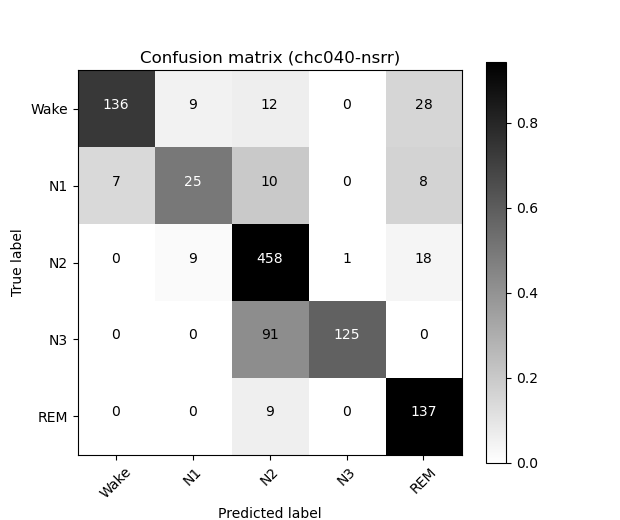 Confusion matrix (chc040-nsrr)
Wake 136 9 12 0 28
N1 7 25 10 0 8
N2 0 9 458 1 18
N3 0 0 91 125 0
REM 0 0 9 0 137
Wake N1 N2 N3 REM
Predicted label
True label
0.8
0.6
0.4
0.2
0.0